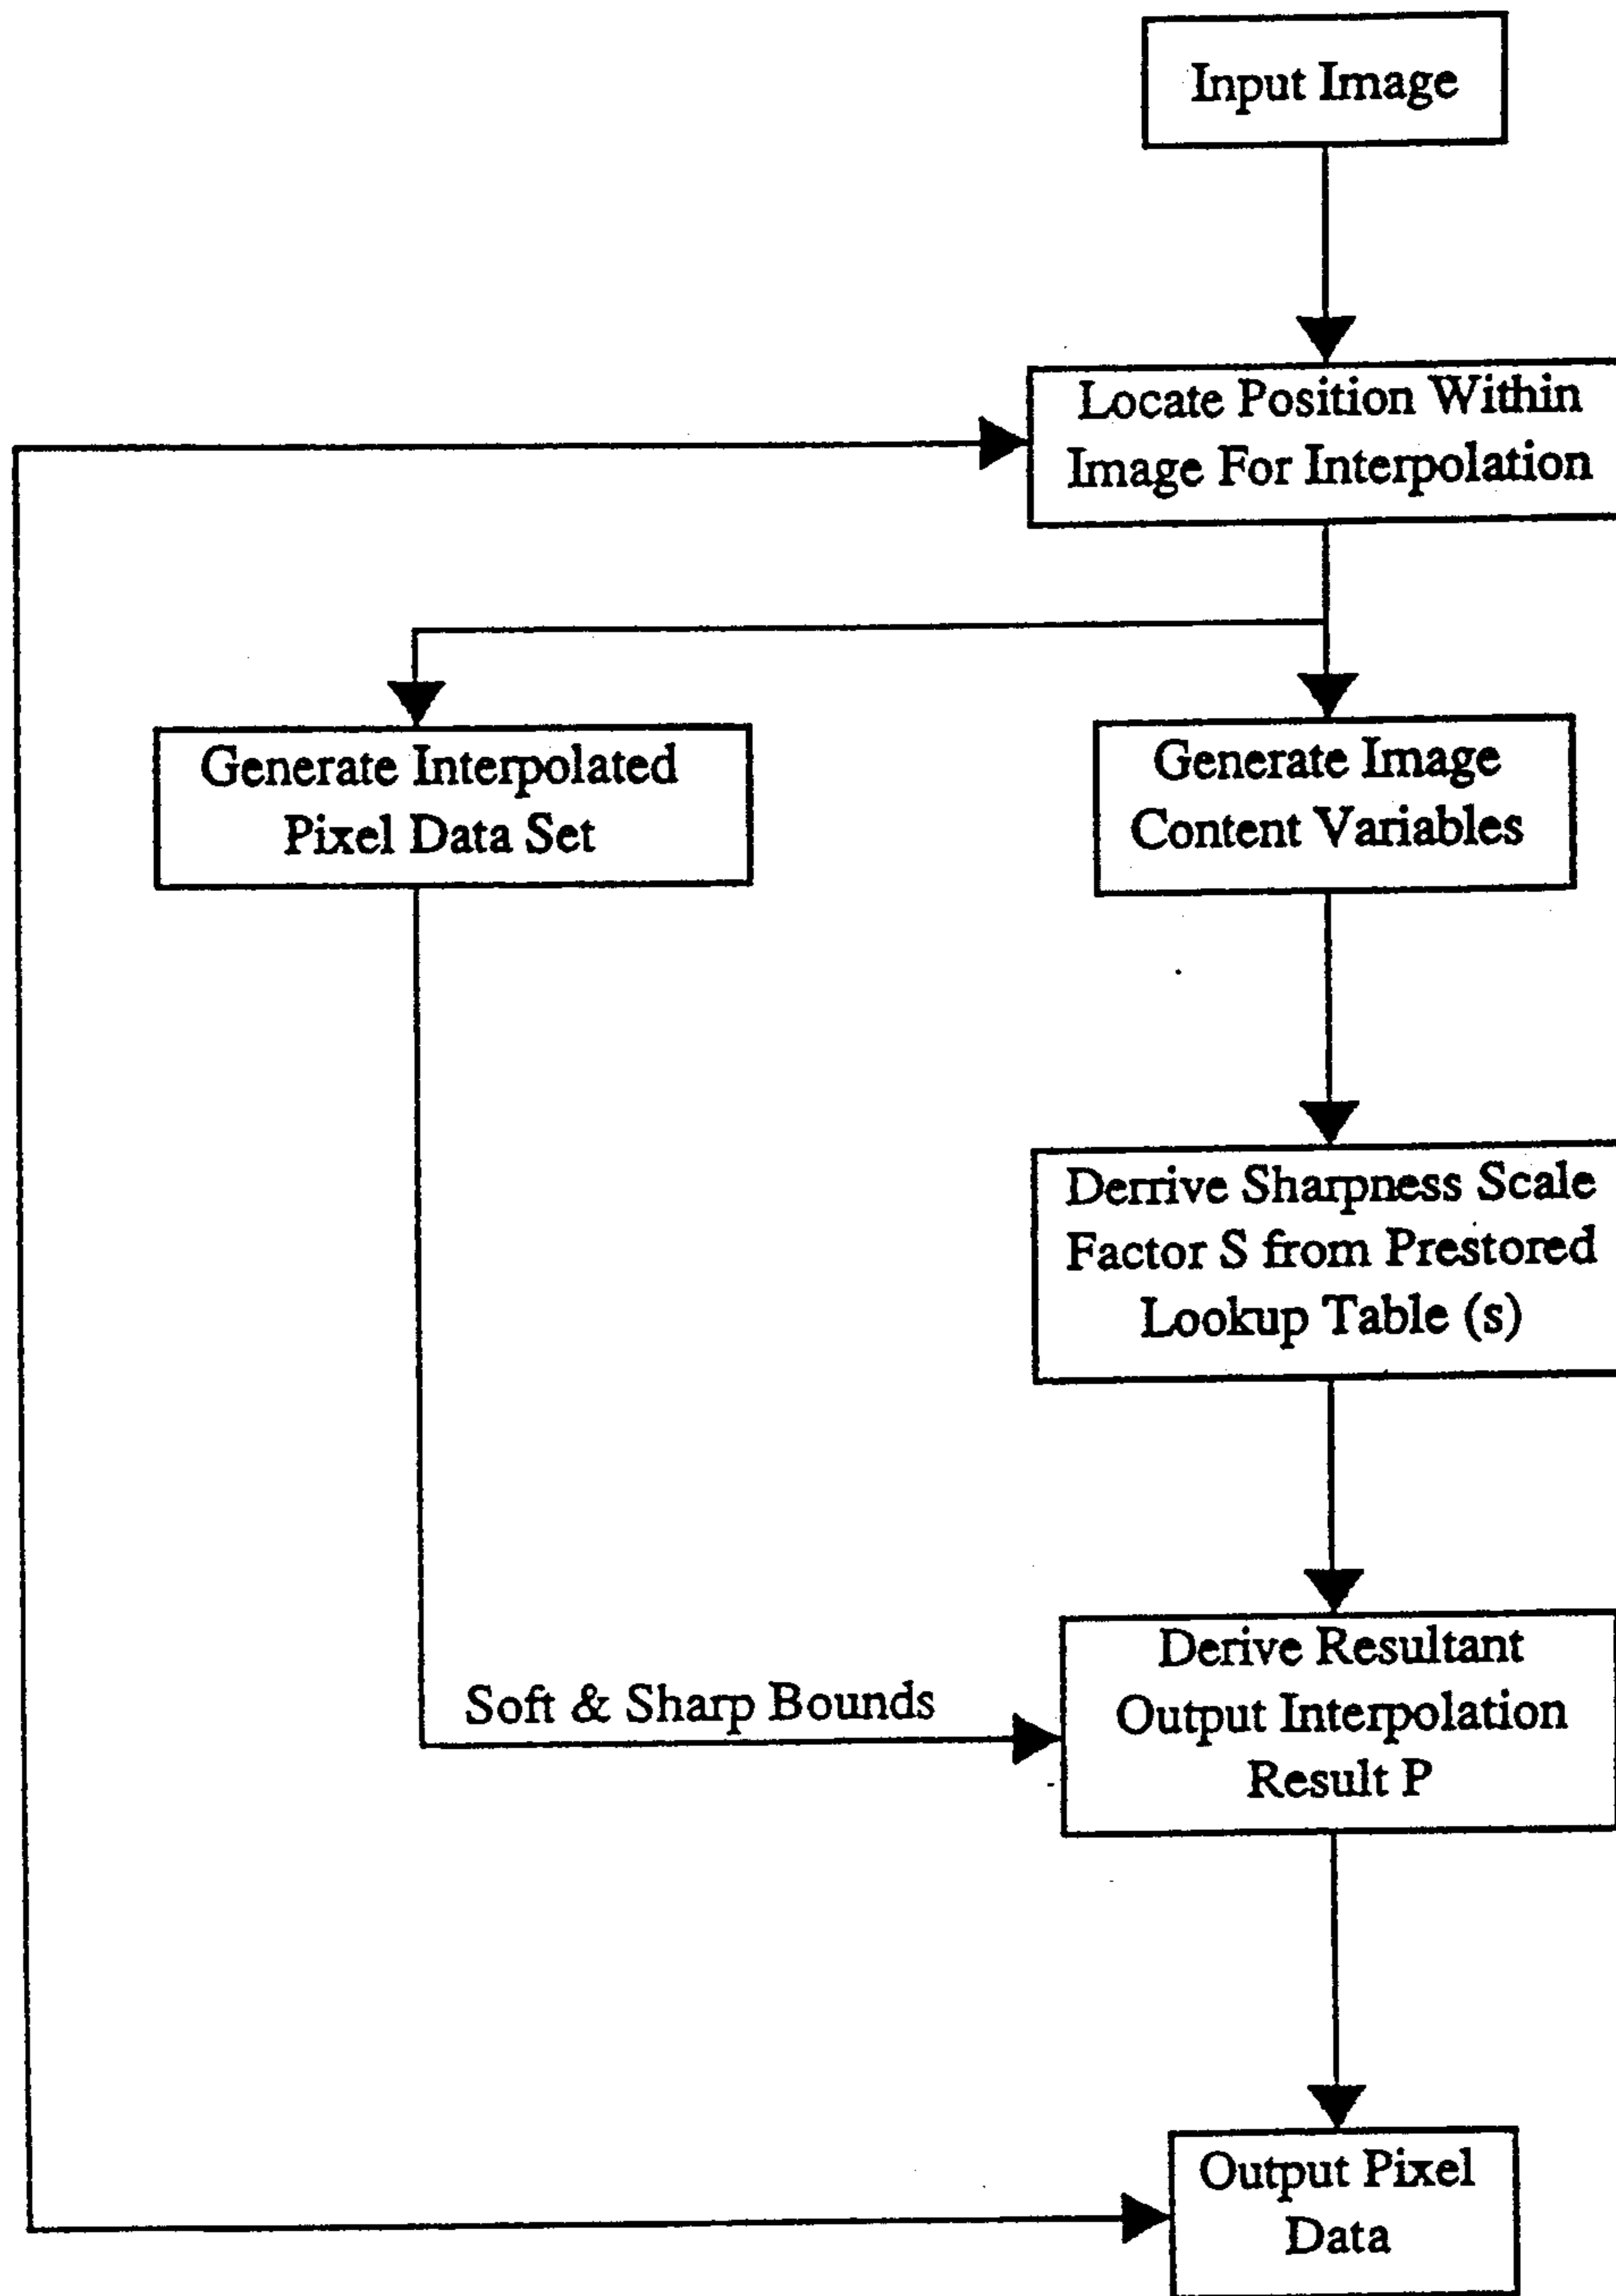 Input Image
Locate Position Within
Image For Interpolation
Generate Interpolated
Pixel Data Set
Generate Image
Content Variables
Derrive Sharpness Scale
Factor S from Prestored
Lookup Table (s)
Soft & Sharp Bounds
Derive Resultant
Output Interpolation
Result P
Output Pixel
Data